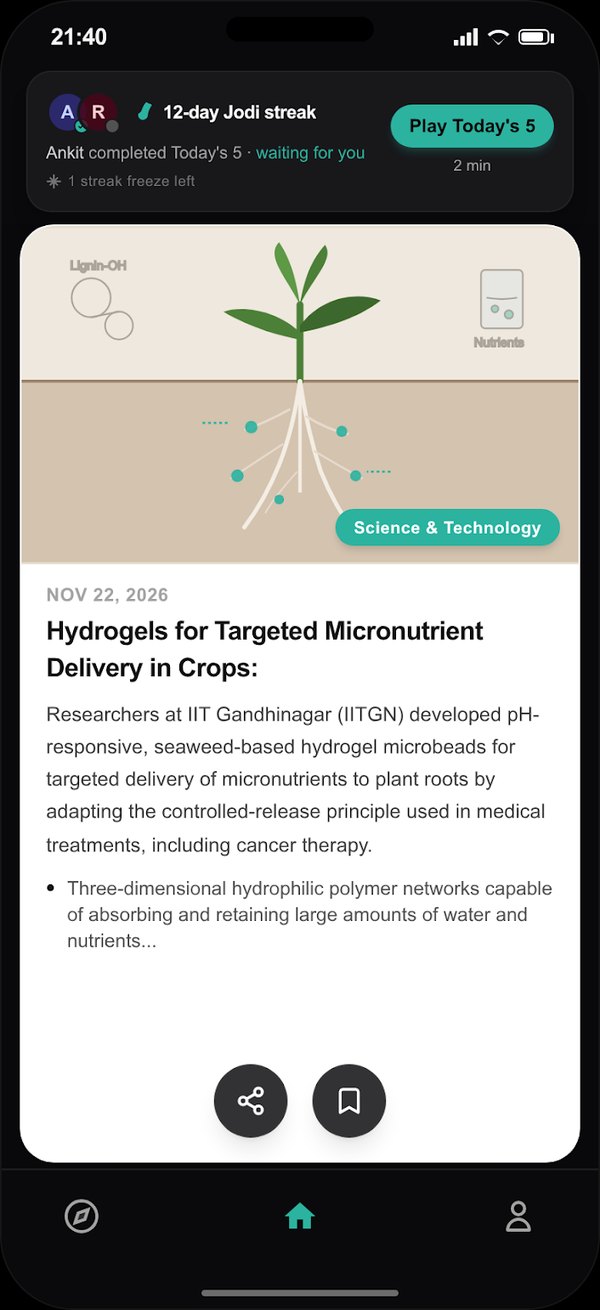 21:40
A R 12-day Jodi streak
Play Today's 5
Ankit completed Today's 5 · waiting for you
2 min
1 streak freeze left
Lignin-OH
Nutrients
Science & Technology
NOV 22, 2026
Hydrogels for Targeted Micronutrient
Delivery in Crops:
Researchers at IIT Gandhinagar (IITGN) developed pH-
responsive, seaweed-based hydrogel microbeads for
targeted delivery of micronutrients to plant roots by
adapting the controlled-release principle used in medical
treatments, including cancer therapy.
• Three-dimensional hydrophilic polymer networks capable
of absorbing and retaining large amounts of water and
nutrients...